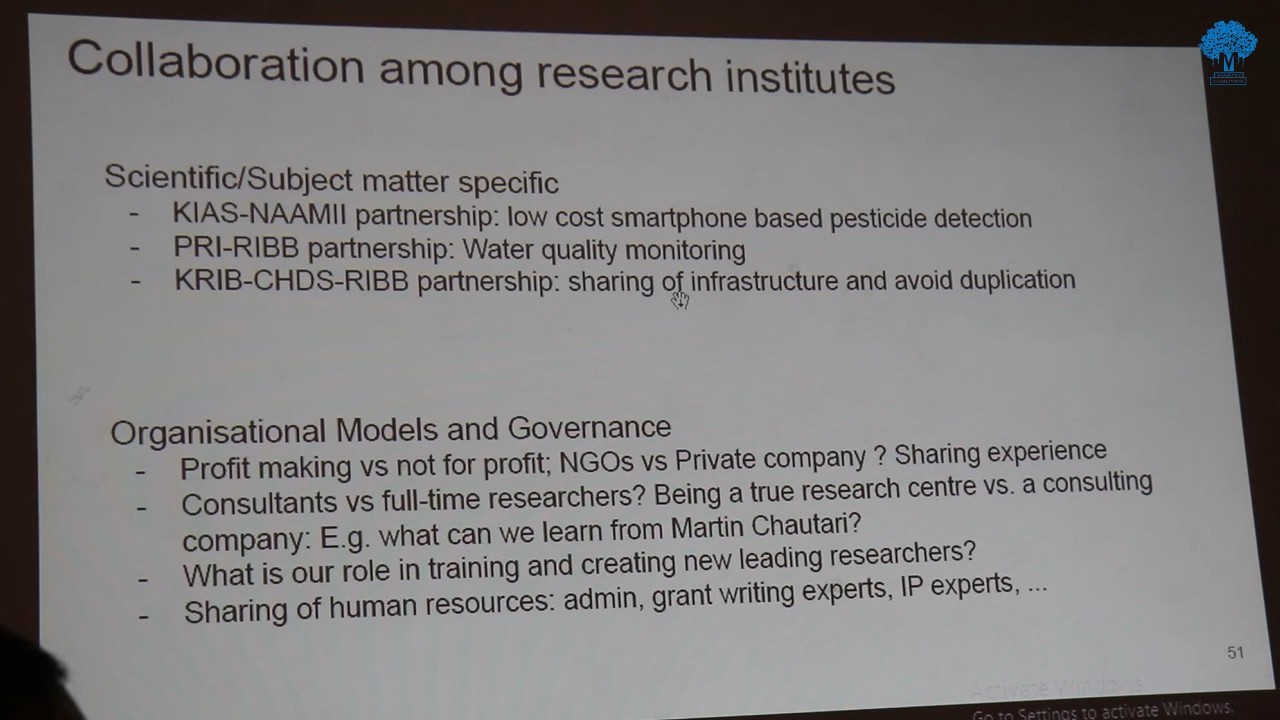 Collaboration among research institutes
Scientific/Subject matter specific
- KIAS-NAAMII partnership: low cost smartphone based pesticide detection
- PRI-RIBB partnership: Water quality monitoring
- KRIB-CHDS-RIBB partnership: sharing of infrastructure and avoid duplication
Organisational Models and Governance
- Profit making vs not for profit; NGOs vs Private company ? Sharing experience
- Consultants vs full-time researchers? Being a true research centre vs. a consulting
company: E.g. what can we learn from Martin Chautari?
- What is our role in training and creating new leading researchers?
- Sharing of human resources: admin, grant writing experts, IP experts, ...
51
Activate Windows
Go to Settings to activate Windows.